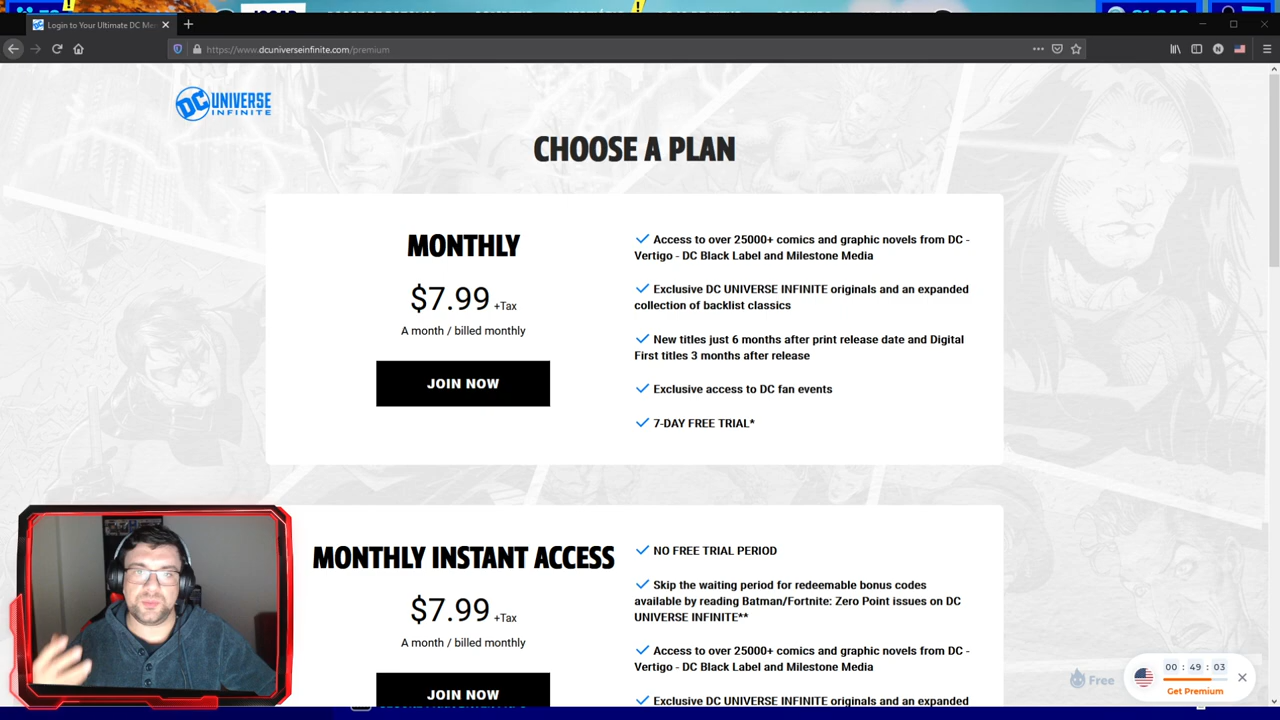 Login to Your Ultimate DC Me
https://www.dcuniverseinfinite.com/premium
DC UNIVERSE
INFINITE
CHOOSE A PLAN
MONTHLY
$7.99 +Tax
A month / billed monthly
JOIN NOW
Access to over 25000+ comics and graphic novels from DC -
Vertigo - DC Black Label and Milestone Media
Exclusive DC UNIVERSE INFINITE originals and an expanded
collection of backlist classics
New titles just 6 months after print release date and Digital
First titles 3 months after release
Exclusive access to DC fan events
7-DAY FREE TRIAL*
MONTHLY INSTANT ACCESS
$7.99 +Tax
A month / billed monthly
JOIN NOW
NO FREE TRIAL PERIOD
Skip the waiting period for redeemable bonus codes
available by reading Batman/Fortnite: Zero Point issues on DC
UNIVERSE INFINITE**
Access to over 25000+ comics and graphic novels from DC -
Vertigo - DC Black Label and Milestone Media
Exclusive DC UNIVERSE INFINITE originals and an expanded
Free
00 : 49 : 03
Get Premium